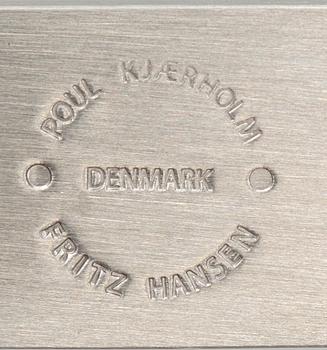 POUL KJÆRHOLM
DENMARK
FRITZ HANSEN